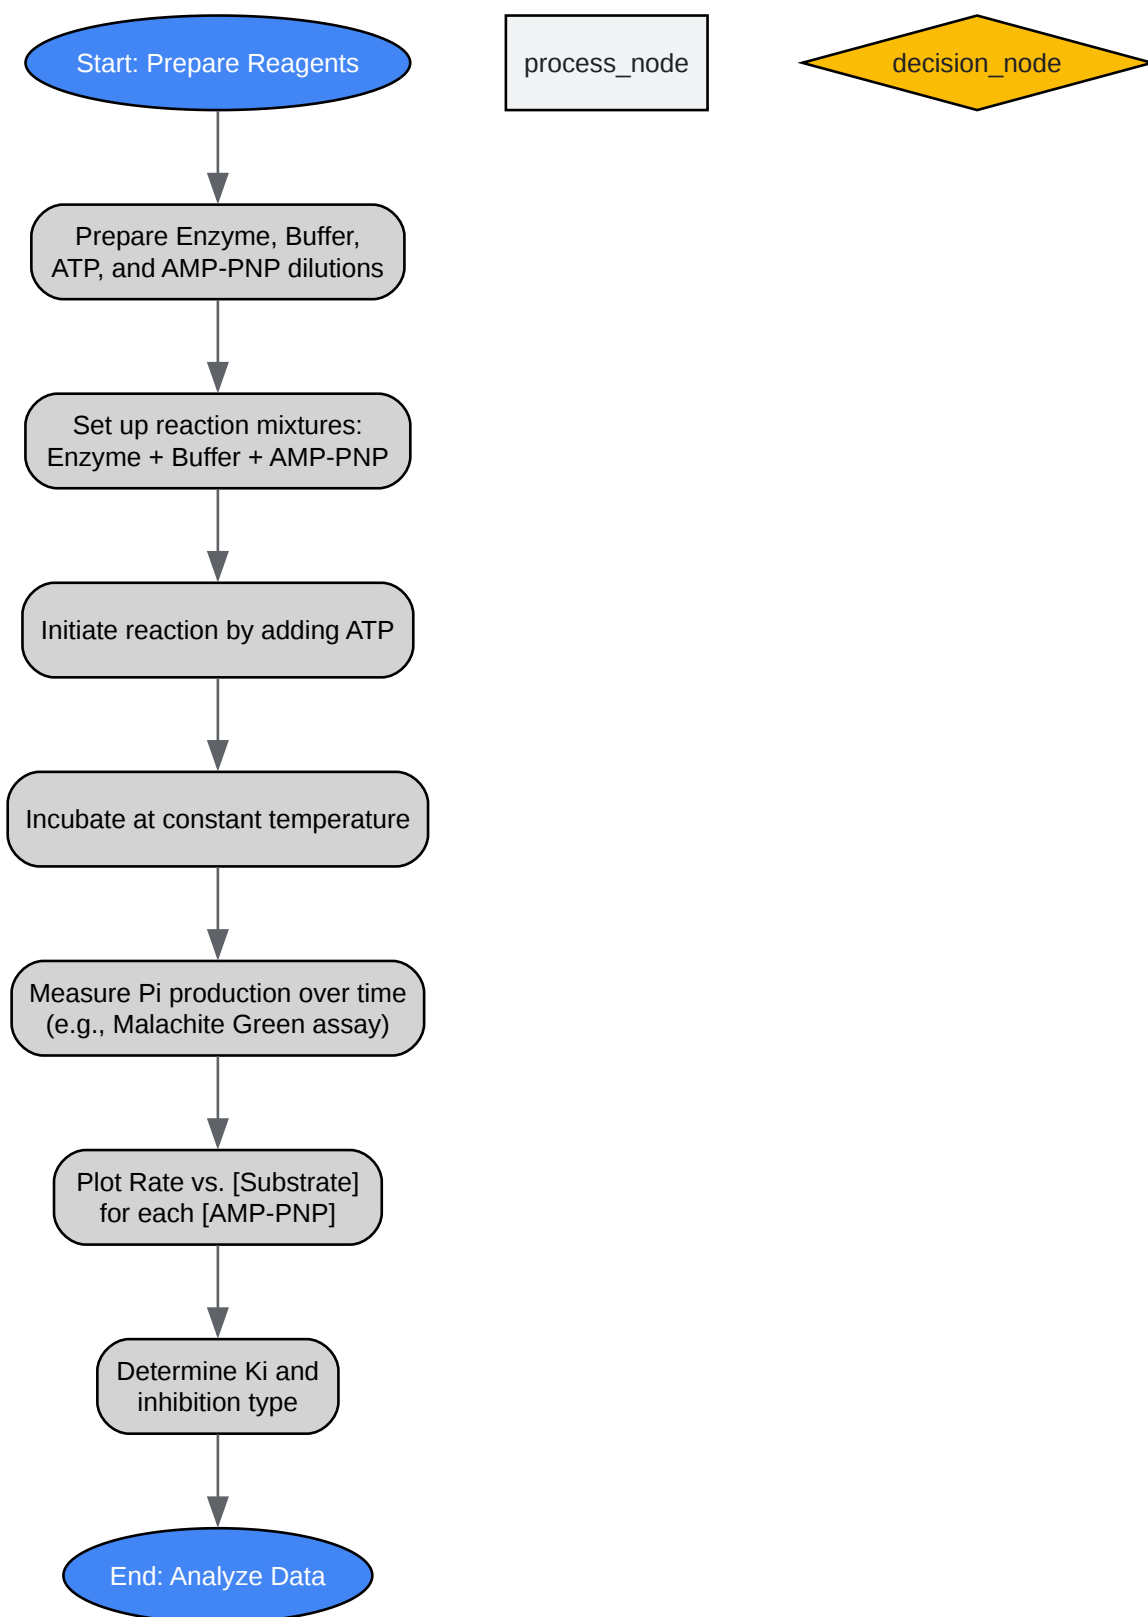 Start: Prepare Reagents
process_node
decision_node
Prepare Enzyme, Buffer,
ATP, and AMP-PNP dilutions
Set up reaction mixtures:
Enzyme + Buffer + AMP-PNP
Initiate reaction by adding ATP
Incubate at constant temperature
Measure Pi production over time
(e.g., Malachite Green assay)
Plot Rate vs. [Substrate]
for each [AMP-PNP]
Determine Ki and
inhibition type
End: Analyze Data